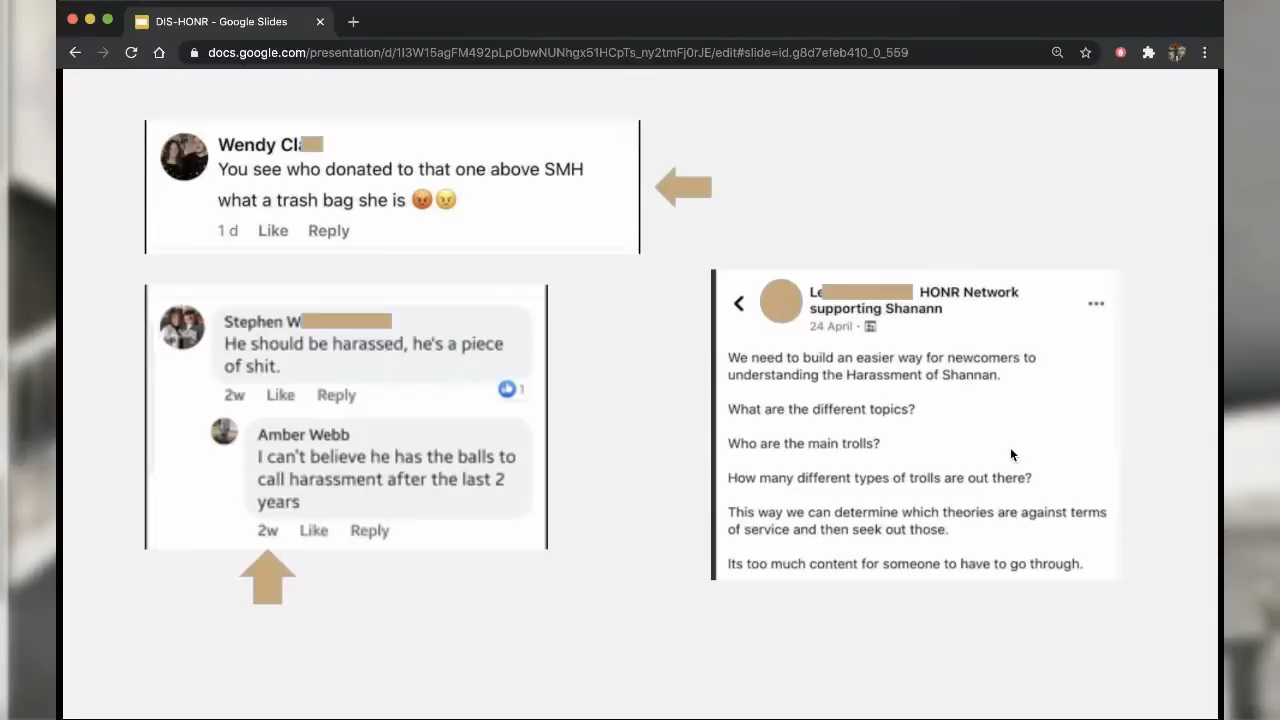 DIS-HONR - Google Slides
docs.google.com/presentation/d/1I3W15agFM492pLpObwNUNhgx51HCpTs_ny2tmFj0rJE/edit#slide=id.g8d7efeb410_0_559
Wendy Cla
You see who donated to that one above SMH
what a trash bag she is 😡😠
1 d Like Reply
Stephen W
He should be harassed, he's a piece
of shit.
2w Like Reply
1
Amber Webb
I can't believe he has the balls to
call harassment after the last 2
years
2w Like Reply
Le HONR Network
supporting Shanann
24 April ·
We need to build an easier way for newcomers to
understanding the Harassment of Shannan.
What are the different topics?
Who are the main trolls?
How many different types of trolls are out there?
This way we can determine which theories are against terms
of service and then seek out those.
Its too much content for someone to have to go through.